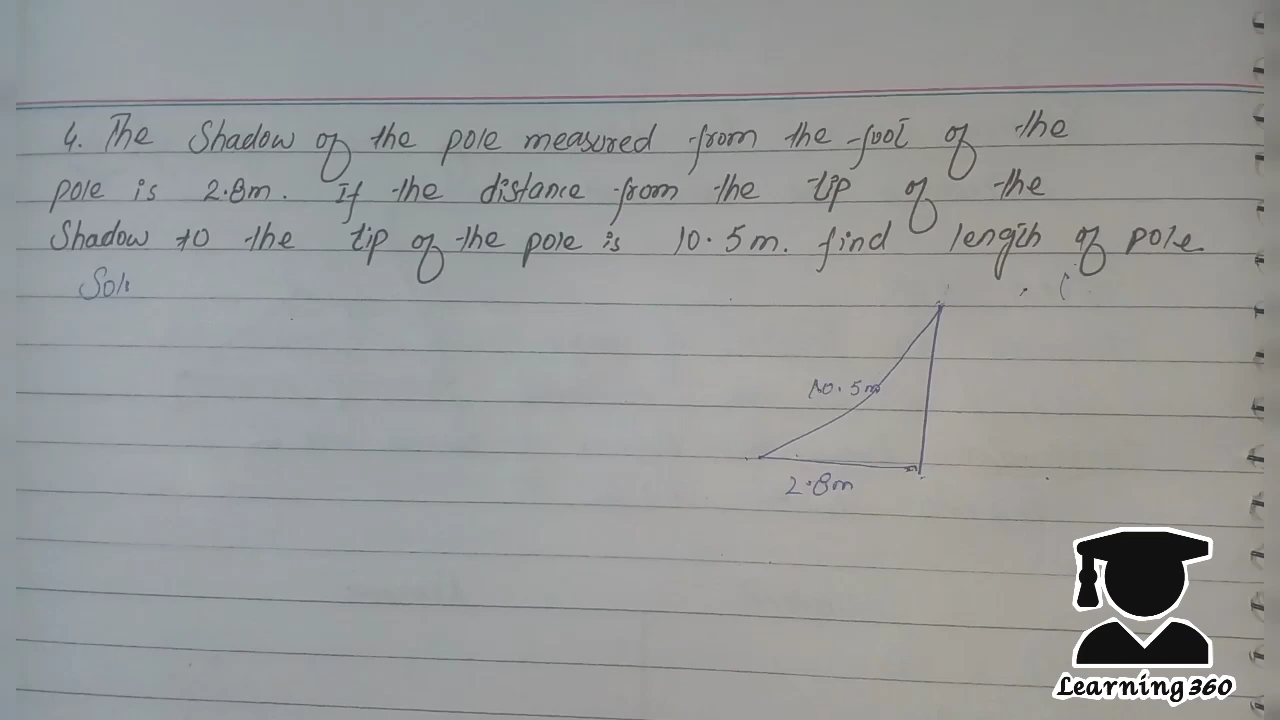 4. The Shadow of the pole measured from the foot of the
pole is 2.8m. If the distance from the tip of the
Shadow to the tip of the pole is 10.5m. find length of pole
Sol
10.5m
2.8m
Learning360